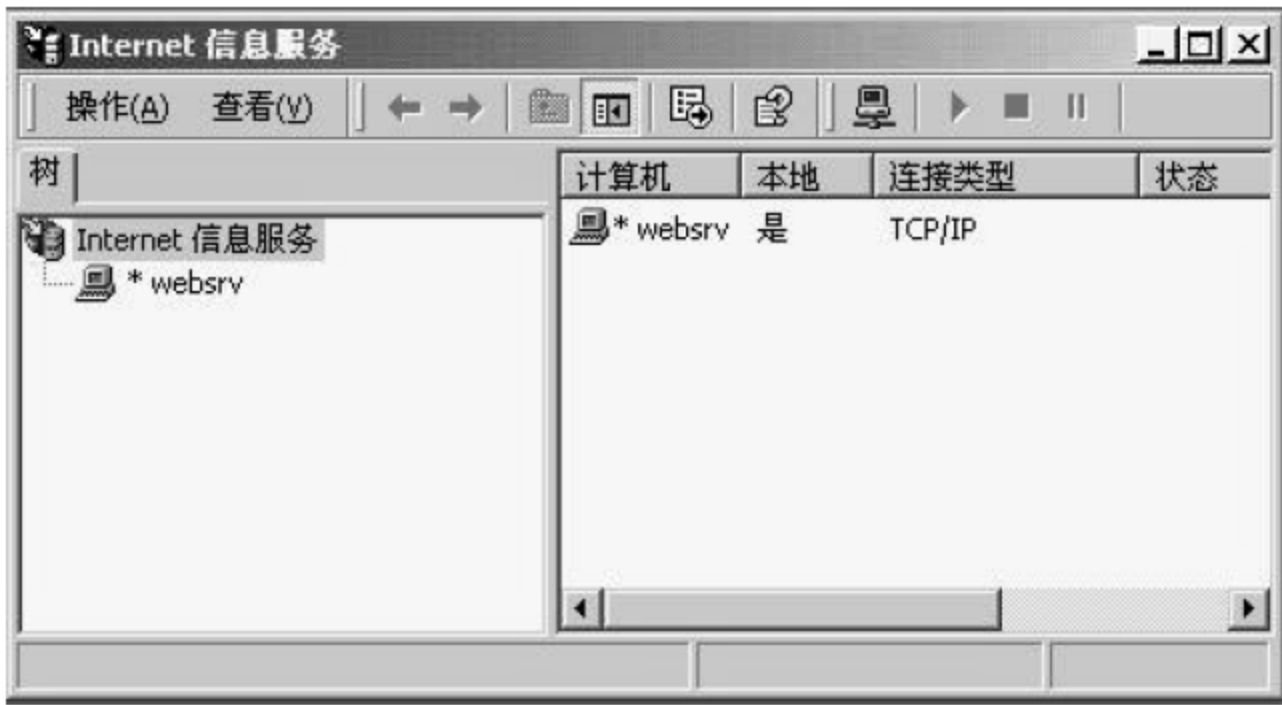 Internet 信息服务
操作(A) 查看(V)
树
Internet 信息服务
* websrv
计算机 本地 连接类型 状态
* websrv 是 TCP/IP